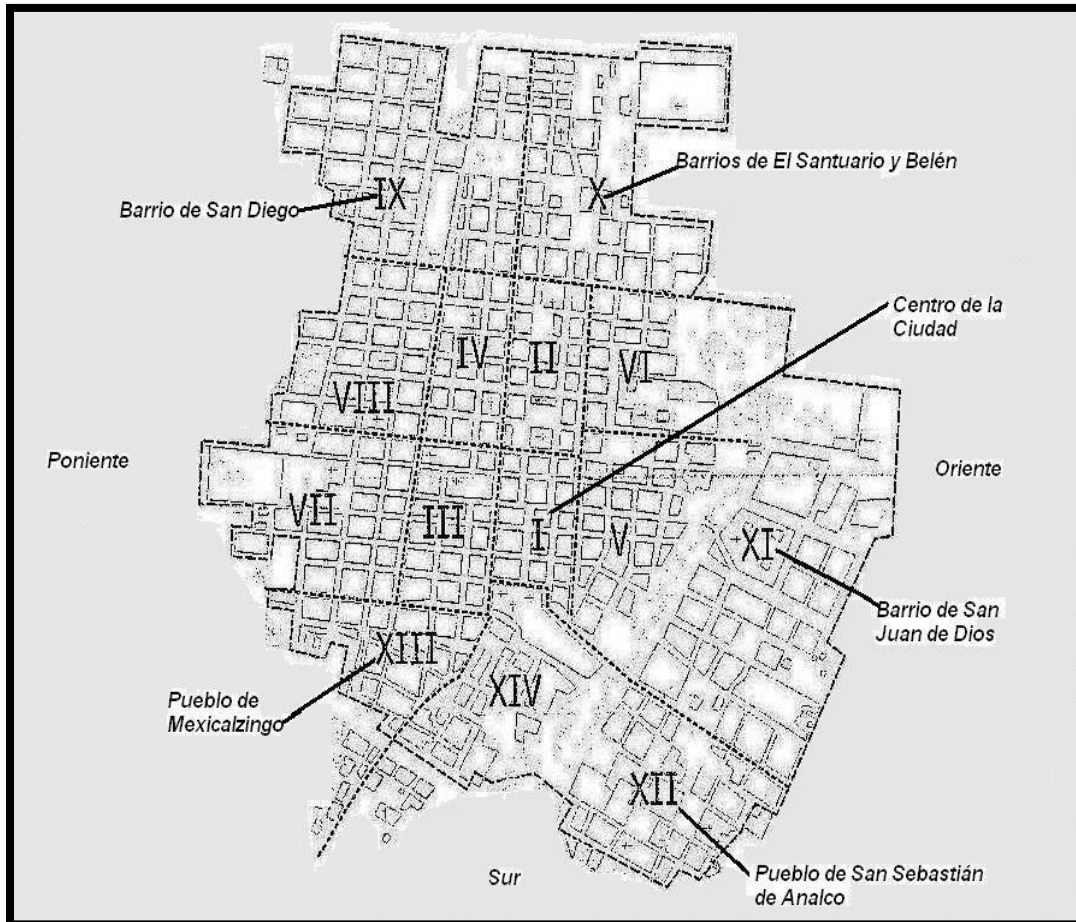 Barrios de El Santuario y Belén
IX
X
Barrio de San Diego
Centro de la
Ciudad
IV
II
VI
VIII
Poniente
Oriente
VII
III
I
V
XI
Barrio de San
Juan de Dios
XIII
XIV
Pueblo de
Mexicalzingo
XII
Sur
Pueblo de San Sebastián
de Analco